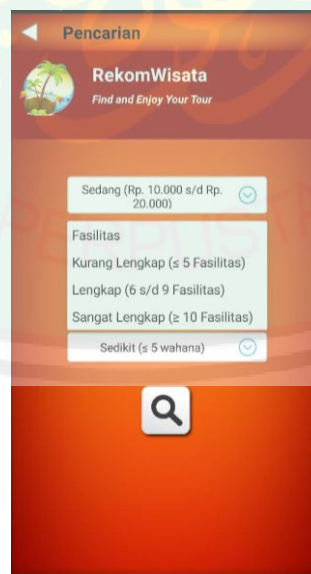 Pencarian
RekomWisata
Find and Enjoy Your Tour
Sedang (Rp. 10.000 s/d Rp.
20.000)
Fasilitas
Kurang Lengkap (≤ 5 Fasilitas)
Lengkap (6 s/d 9 Fasilitas)
Sangat Lengkap (≥ 10 Fasilitas)
Sedikit (≤ 5 wahana)